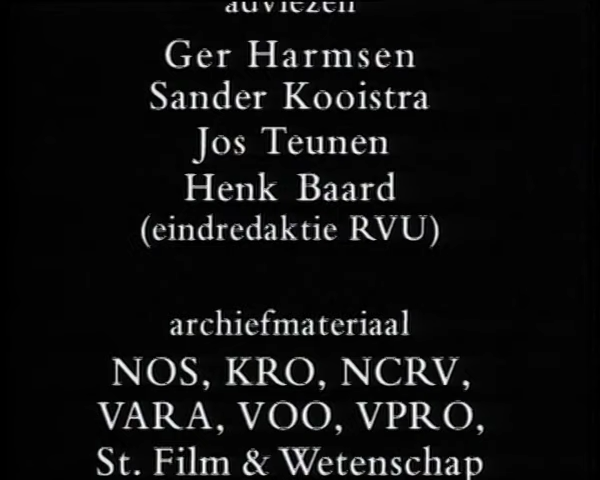 adviezen
Ger Harmsen
Sander Kooistra
Jos Teunen
Henk Baard
(eindredaktie RVU)
archiefmateriaal
NOS, KRO, NCRV,
VARA, VOO, VPRO,
St. Film & Wetenschap